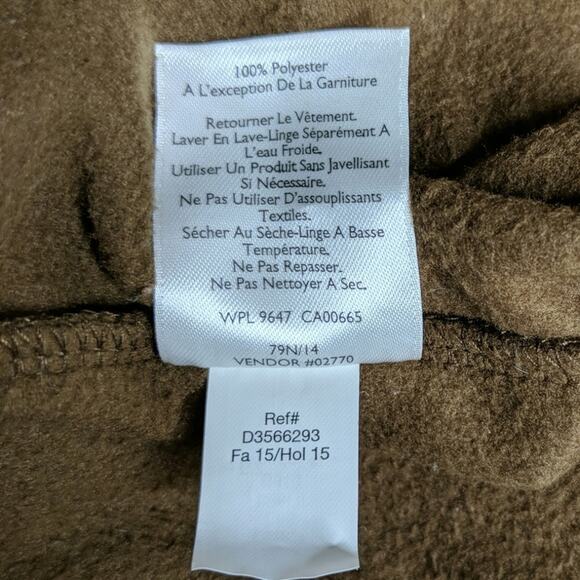 100% Polyester
A L'exception De La Garniture
Retourner Le Vêtement.
Laver En Lave-Linge Séparément A
L'eau Froide.
Utiliser Un Produit Sans Javellisant
Si Nécessaire.
Ne Pas Utiliser D'assouplissants
Textiles.
Sécher Au Sèche-Linge A Basse
Température.
Ne Pas Repasser.
Ne Pas Nettoyer A Sec.
WPL 9647 CA00665
79N/14
VENDOR #02770
Ref#
D3566293
Fa 15/Hol 15